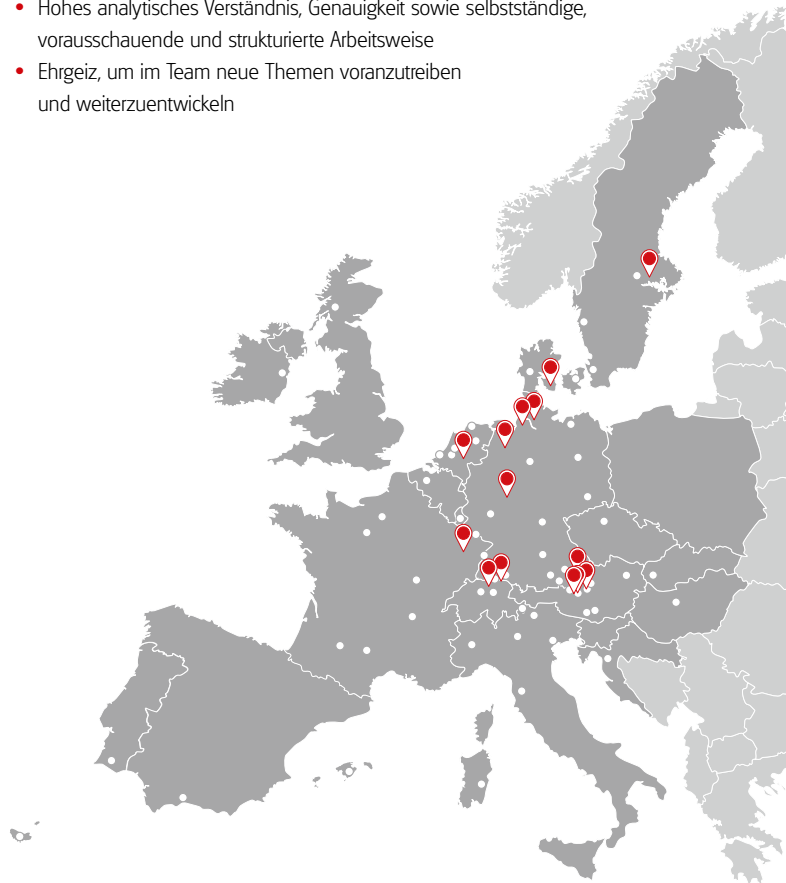 • Hohes analytisches Verständnis, Genauigkeit sowie selbstständige,
vorausschauende und strukturierte Arbeitsweise
• Ehrgeiz, um im Team neue Themen voranzutreiben
und weiterzuentwickeln